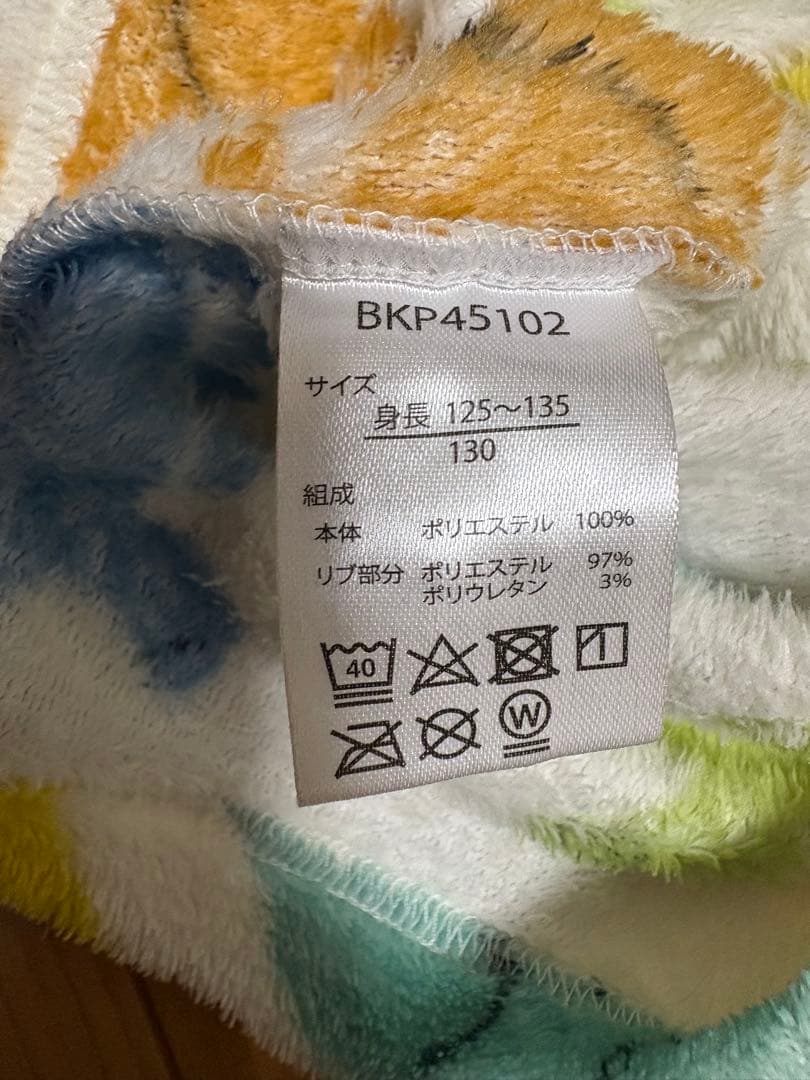 BKP45102
サイズ
身長 125～135
130
組成
本体 ポリエステル 100%
リブ部分 ポリエステル 97%
ポリウレタン 3%
40
W